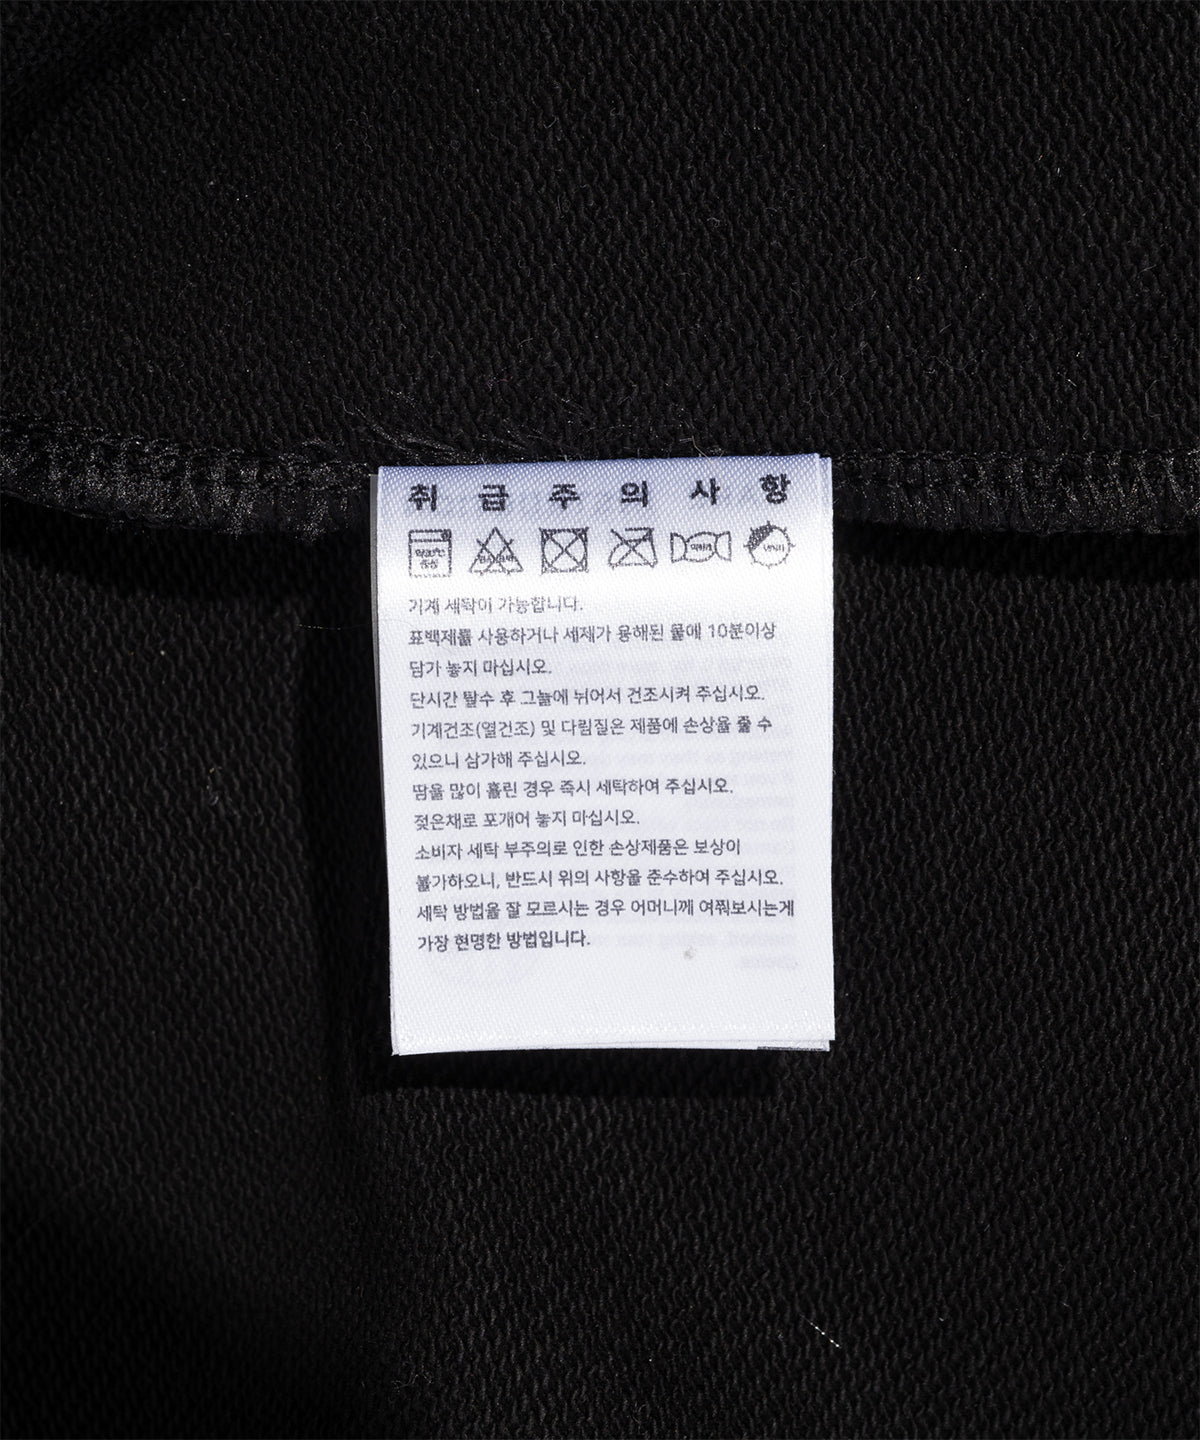 취급주의사항
약하게
기계 세탁이 가능합니다.
표백제를 사용하거나 세제가 용해된 물에 10분이상
담가 놓지 마십시오.
단시간 탈수 후 그늘에 뉘어서 건조시켜 주십시오.
기계건조(열건조) 및 다림질은 제품에 손상을 줄 수
있으니 삼가해 주십시오.
땀을 많이 흘린 경우 즉시 세탁하여 주십시오.
젖은채로 포개어 놓지 마십시오.
소비자 세탁 부주의로 인한 손상제품은 보상이
불가하오니, 반드시 위의 사항을 준수하여 주십시오.
세탁 방법을 잘 모르시는 경우 어머니께 여쭤보시는게
가장 현명한 방법입니다.